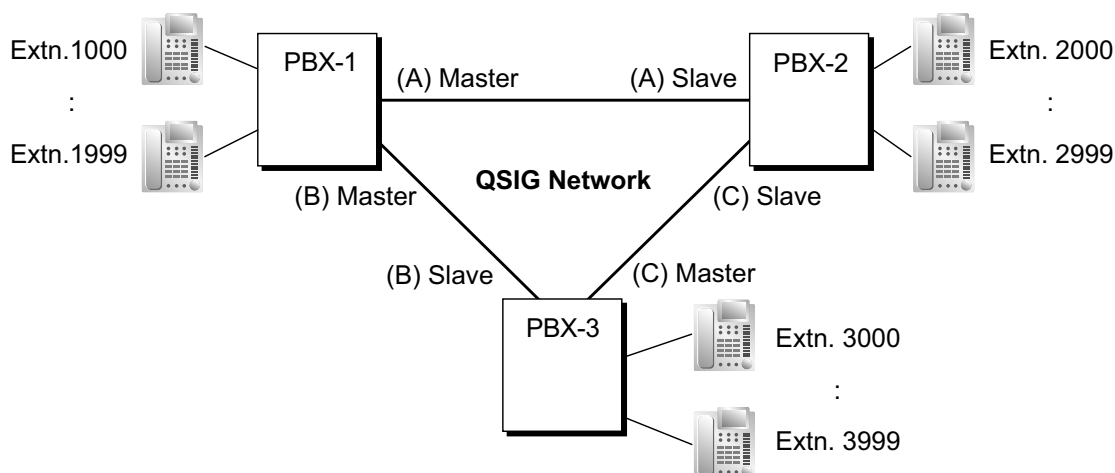 Extn.1000
:
Extn.1999
PBX-1
(A) Master
(A) Slave
PBX-2
Extn. 2000
:
Extn. 2999
QSIG Network
(B) Master
(C) Slave
(B) Slave
(C) Master
PBX-3
Extn. 3000
:
Extn. 3999